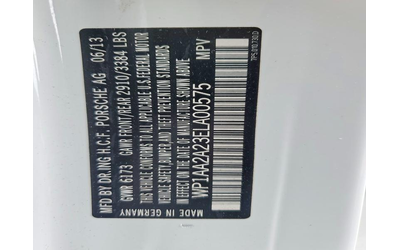 MFD BY DR.ING H.C.F. PORSCHE AG 06/13
GVWR 6173 GAWR: FRONT/REAR 2910/3384 LBS
THIS VEHICLE CONFORMS TO ALL APPLICABLE U.S.FEDERAL MOTOR
VEHICLE SAFETY, BUMPER AND THEFT PREVENTION STANDARDS
IN EFFECT ON THE DATE OF MANUFACTURE SHOWN ABOVE
WP1AA2A23ELA00575 MPV
MADE IN GERMANY